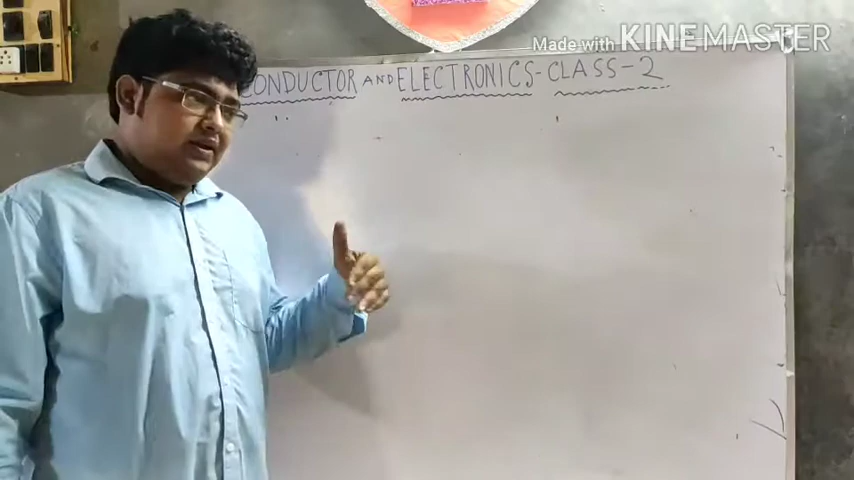 Made with KINEMASTER
CONDUCTOR AND ELECTRONICS-CLASS-2